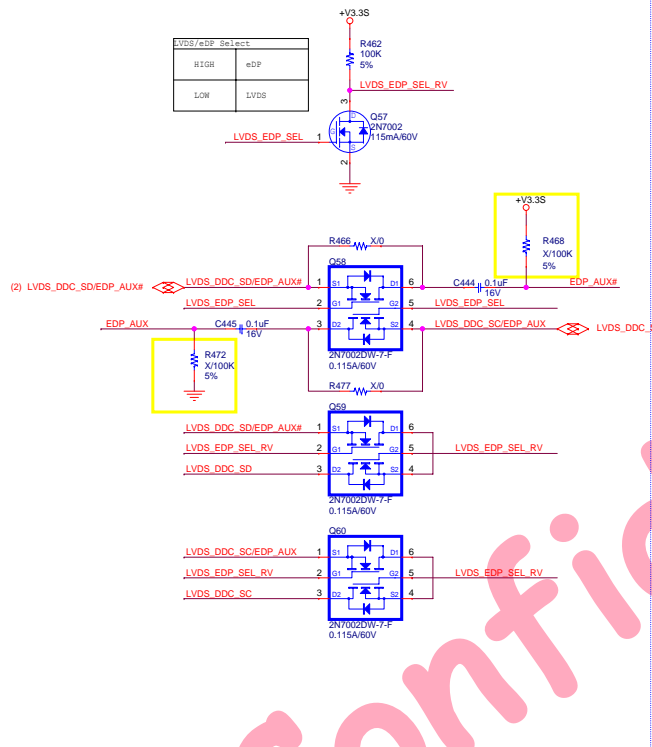 +V3.3S
LVDS/eDP Select
HIGH eDP
LOW LVDS
R462
100K
5%
LVDS_EDP_SEL_RV
3
D
Q57
2N7002
115mA/60V
LVDS_EDP_SEL 1
G
S
2
+V3.3S
R468
X/100K
5%
R466 X/0
Q58
(2) LVDS_DDC_SD/EDP_AUX# LVDS_DDC_SD/EDP_AUX# 1 S1 D1 6 C444 0.1uF EDP_AUX#
16V
LVDS_EDP_SEL 2 G1 G2 5 LVDS_EDP_SEL
EDP_AUX C445 0.1uF 3 D2 S2 4 LVDS_DDC_SC/EDP_AUX LVDS_DDC_
16V
2N7002DW-7-F
0.115A/60V
R472
X/100K
5%
R477 X/0
Q59
LVDS_DDC_SD/EDP_AUX# 1 S1 D1 6
LVDS_EDP_SEL_RV 2 G1 G2 5 LVDS_EDP_SEL_RV
LVDS_DDC_SD 3 D2 S2 4
2N7002DW-7-F
0.115A/60V
Q60
LVDS_DDC_SC/EDP_AUX 1 S1 D1 6
LVDS_EDP_SEL_RV 2 G1 G2 5 LVDS_EDP_SEL_RV
LVDS_DDC_SC 3 D2 S2 4
2N7002DW-7-F
0.115A/60V
onfi